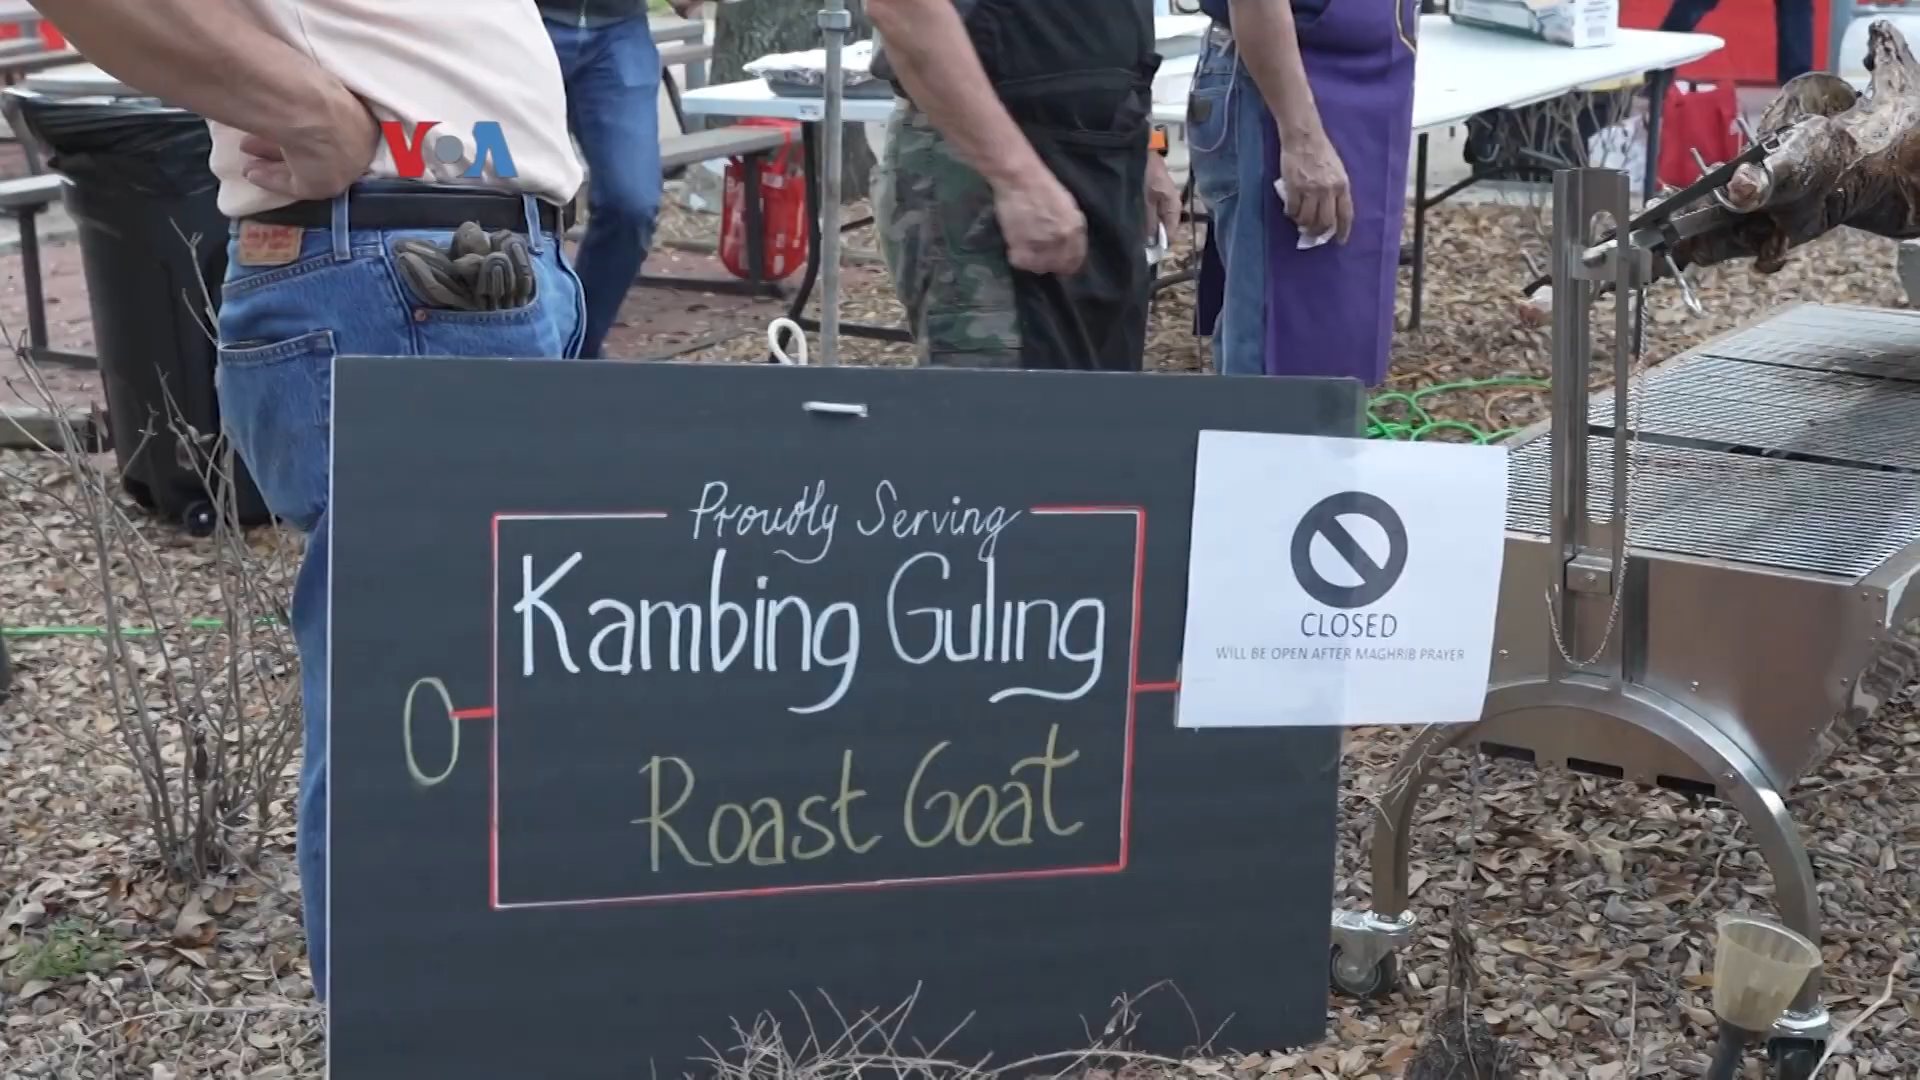 VOA
Proudly Serving
Kambing Guling
Roast Goat
CLOSED
WILL BE OPEN AFTER MAGHRIB PRAYER